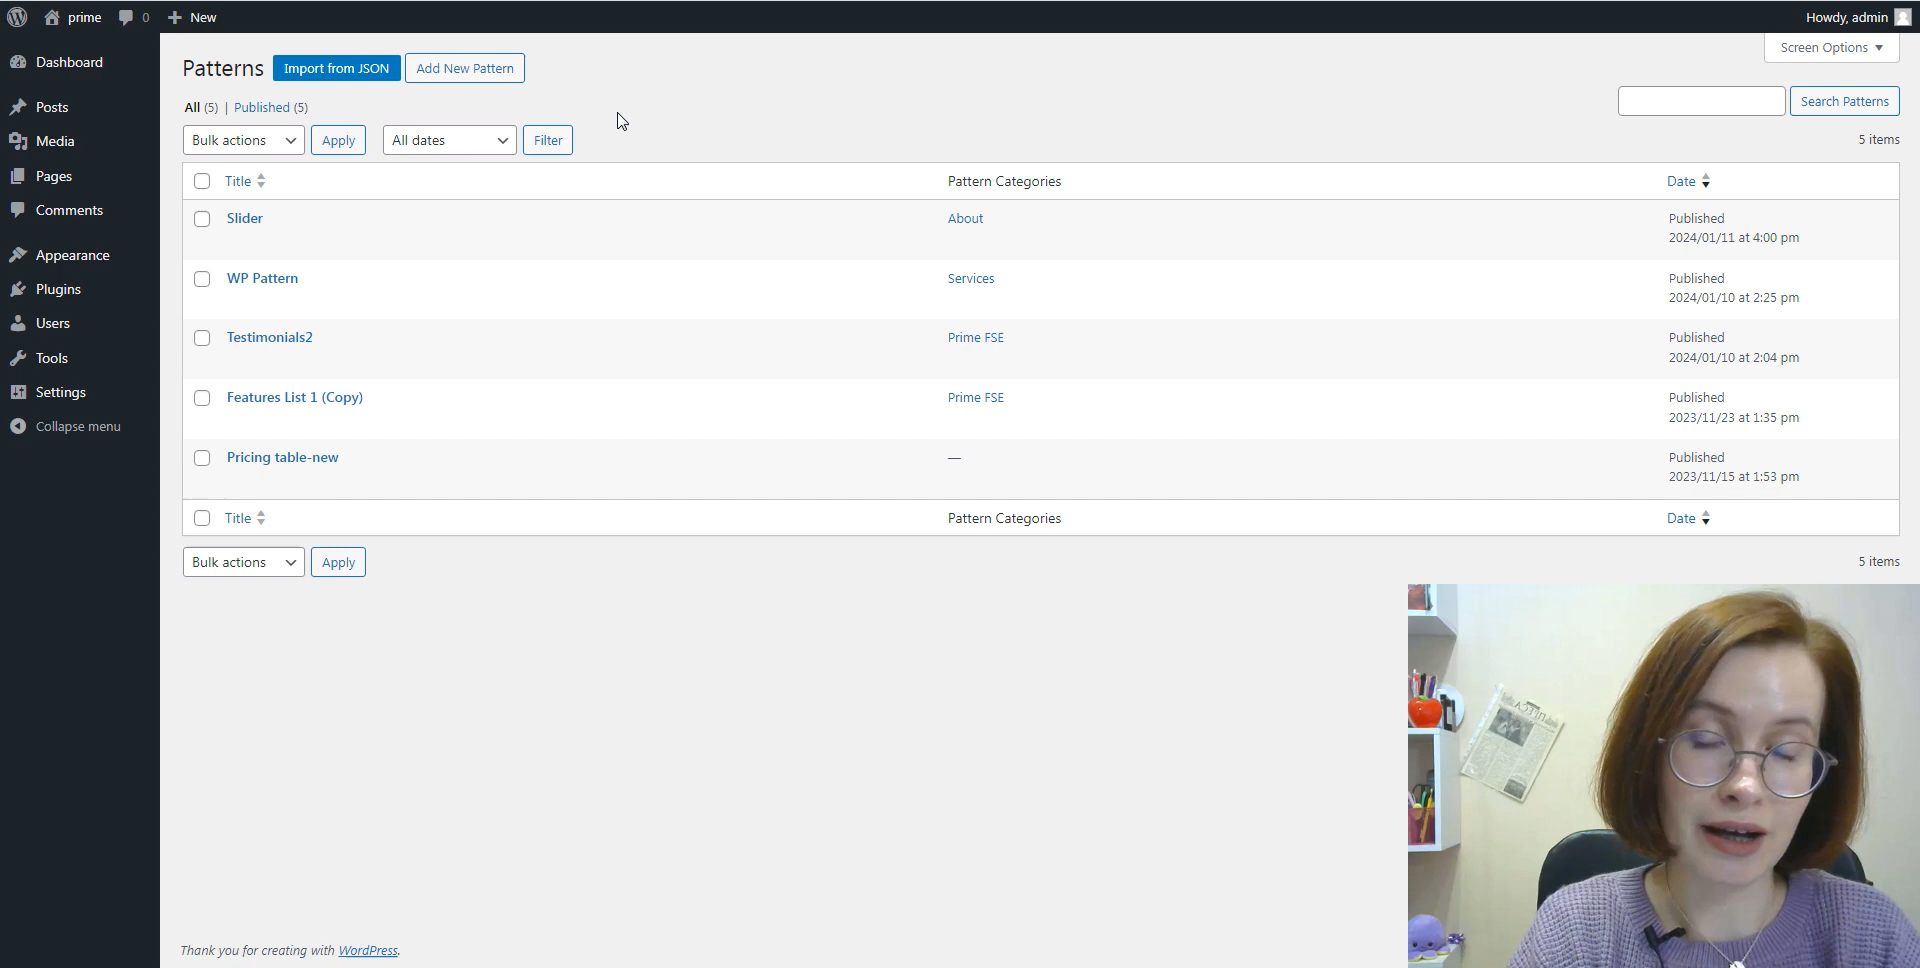 prime 0 New Howdy, admin
Screen Options
Dashboard
Posts
Media
Pages
Comments
Appearance
Plugins
Users
Tools
Settings
Collapse menu
Patterns Import from JSON Add New Pattern
All (5) | Published (5)
Search Patterns
Bulk actions Apply All dates Filter 5 items
Title Pattern Categories Date
Slider About Published
2024/01/11 at 4:00 pm
WP Pattern Services Published
2024/01/10 at 2:25 pm
Testimonials2 Prime FSE Published
2024/01/10 at 2:04 pm
Features List 1 (Copy) Prime FSE Published
2023/11/23 at 1:35 pm
Pricing table-new — Published
2023/11/15 at 1:53 pm
Title Pattern Categories Date
Bulk actions Apply 5 items
Thank you for creating with WordPress.